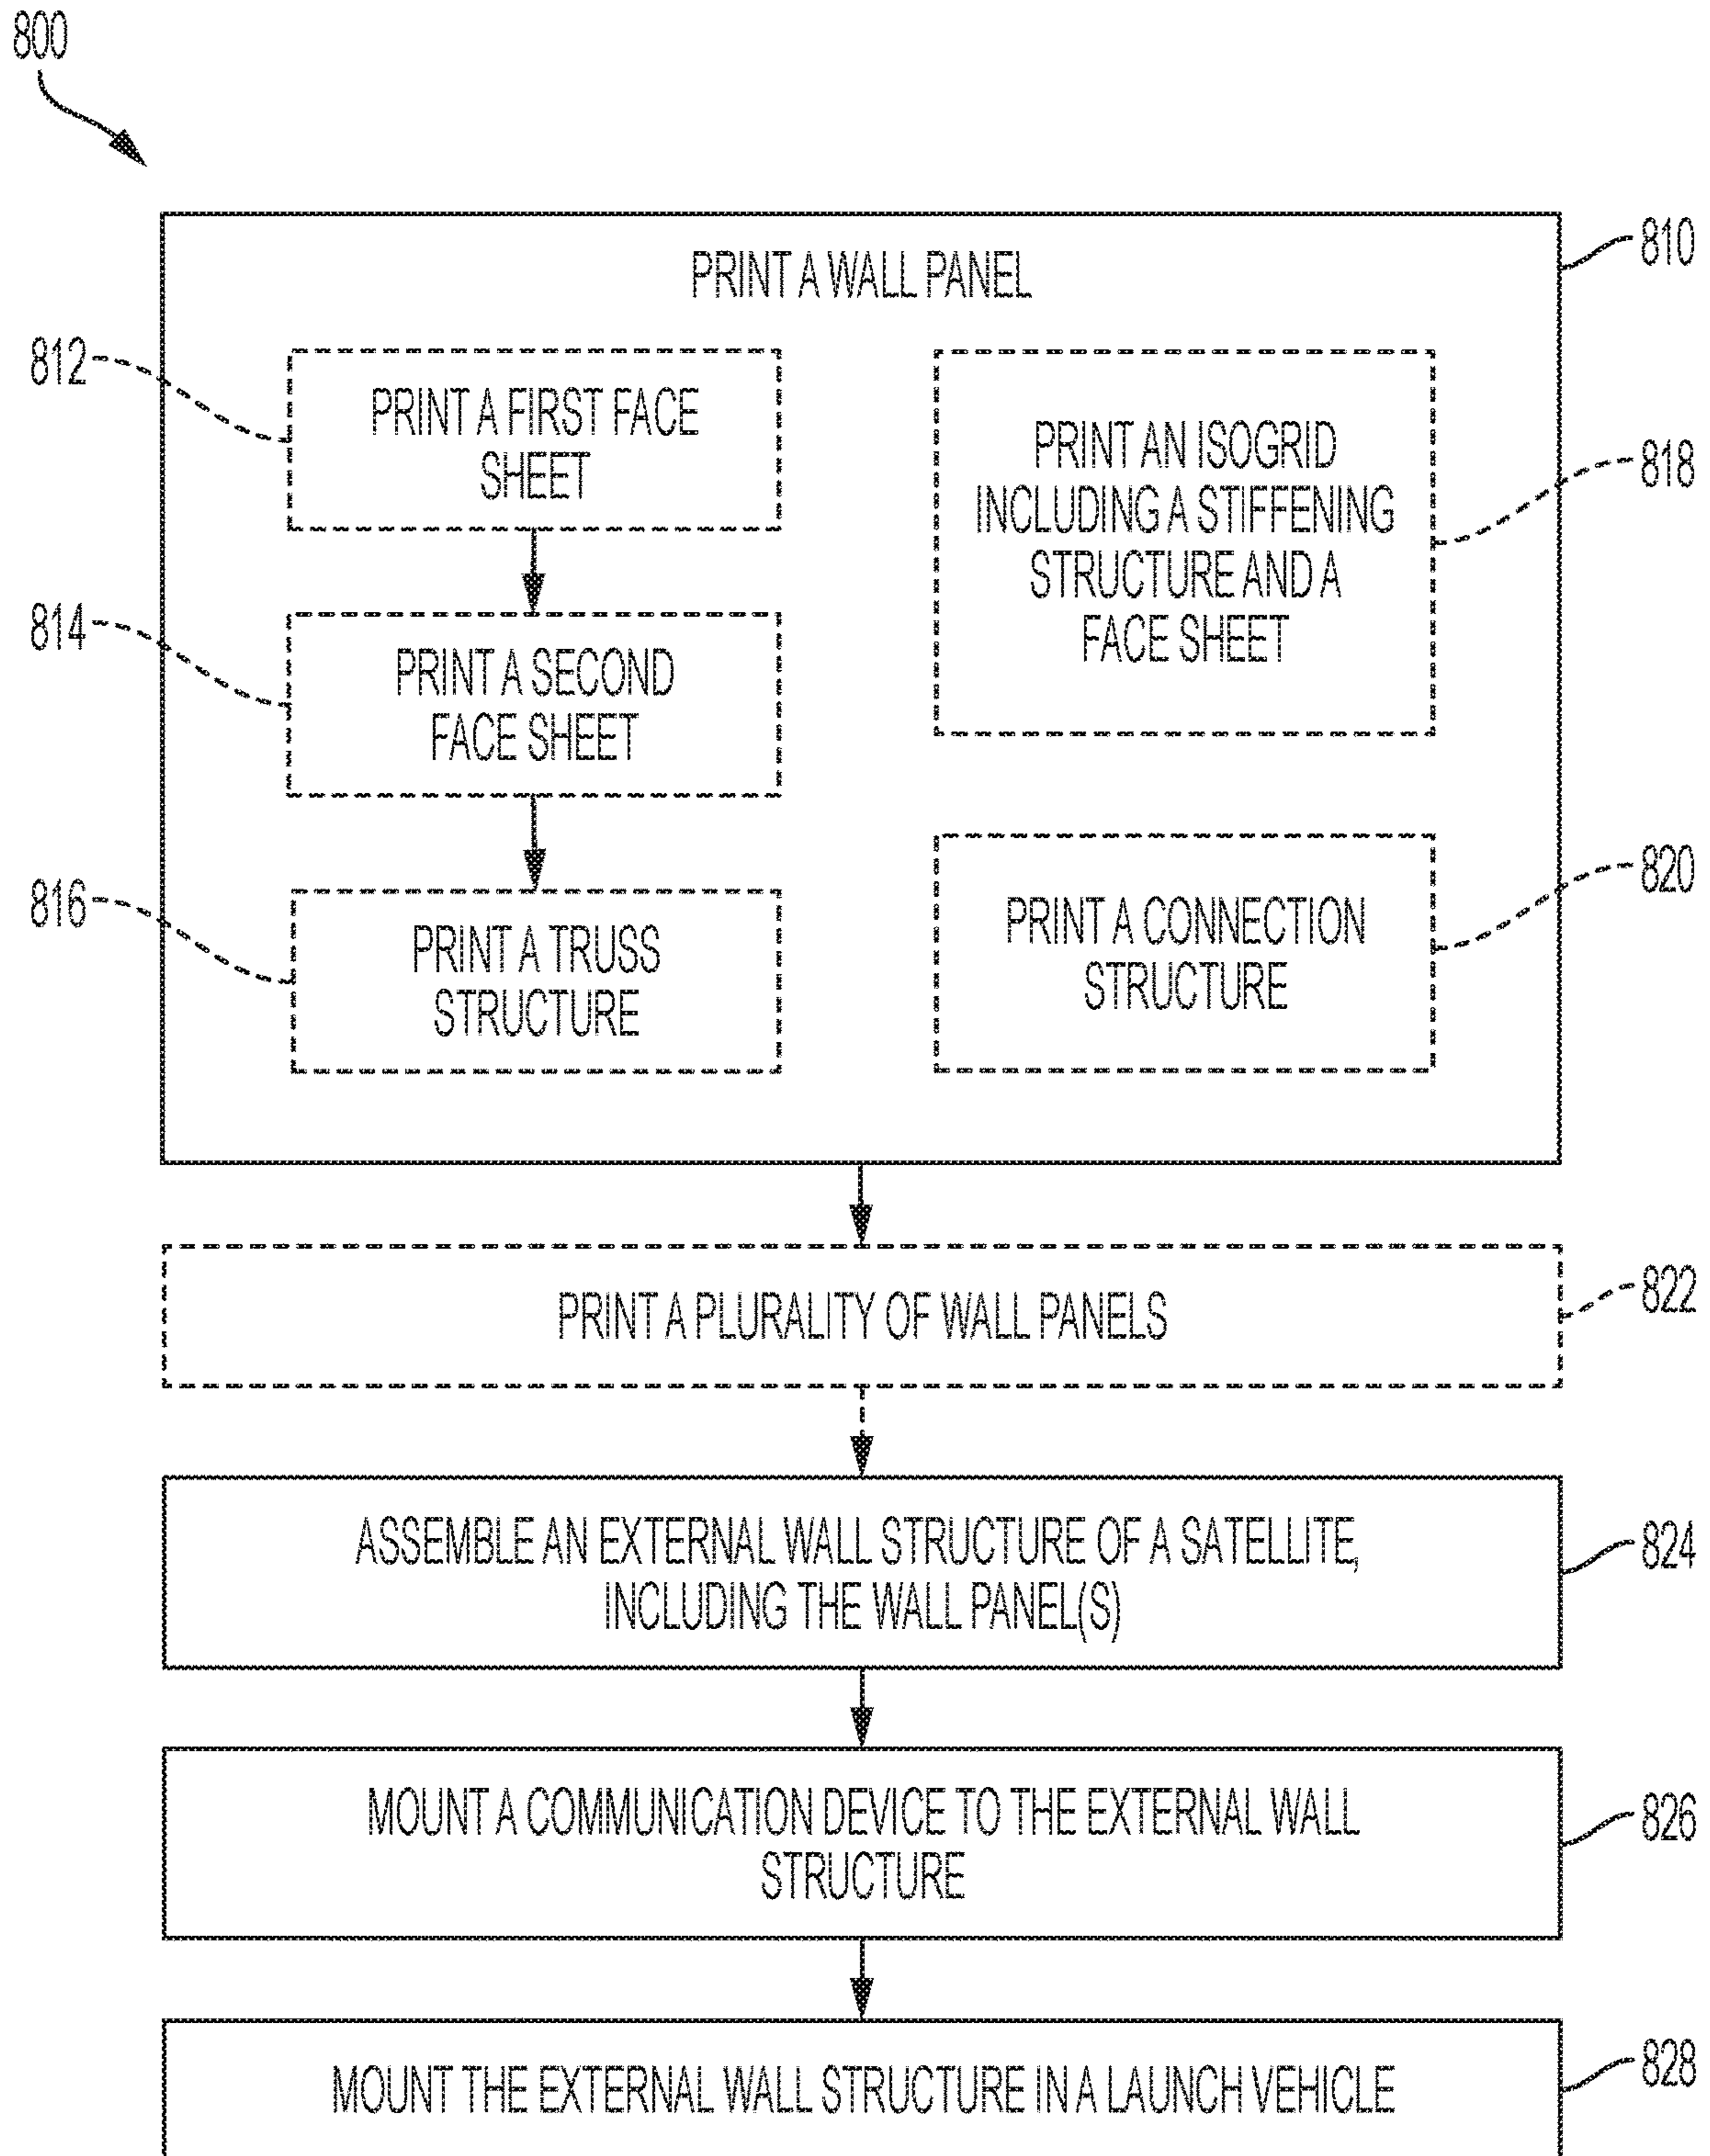 800
810
PRINT A WALL PANEL
812
PRINT A FIRST FACE
SHEET
814
PRINT A SECOND
FACE SHEET
816
PRINT A TRUSS
STRUCTURE
PRINT AN ISOGRID
INCLUDING A STIFFENING
STRUCTURE AND A
FACE SHEET
818
PRINT A CONNECTION
STRUCTURE
820
PRINT A PLURALITY OF WALL PANELS
822
ASSEMBLE AN EXTERNAL WALL STRUCTURE OF A SATELLITE,
INCLUDING THE WALL PANEL(S)
824
MOUNT A COMMUNICATION DEVICE TO THE EXTERNAL WALL
STRUCTURE
826
MOUNT THE EXTERNAL WALL STRUCTURE IN A LAUNCH VEHICLE
828